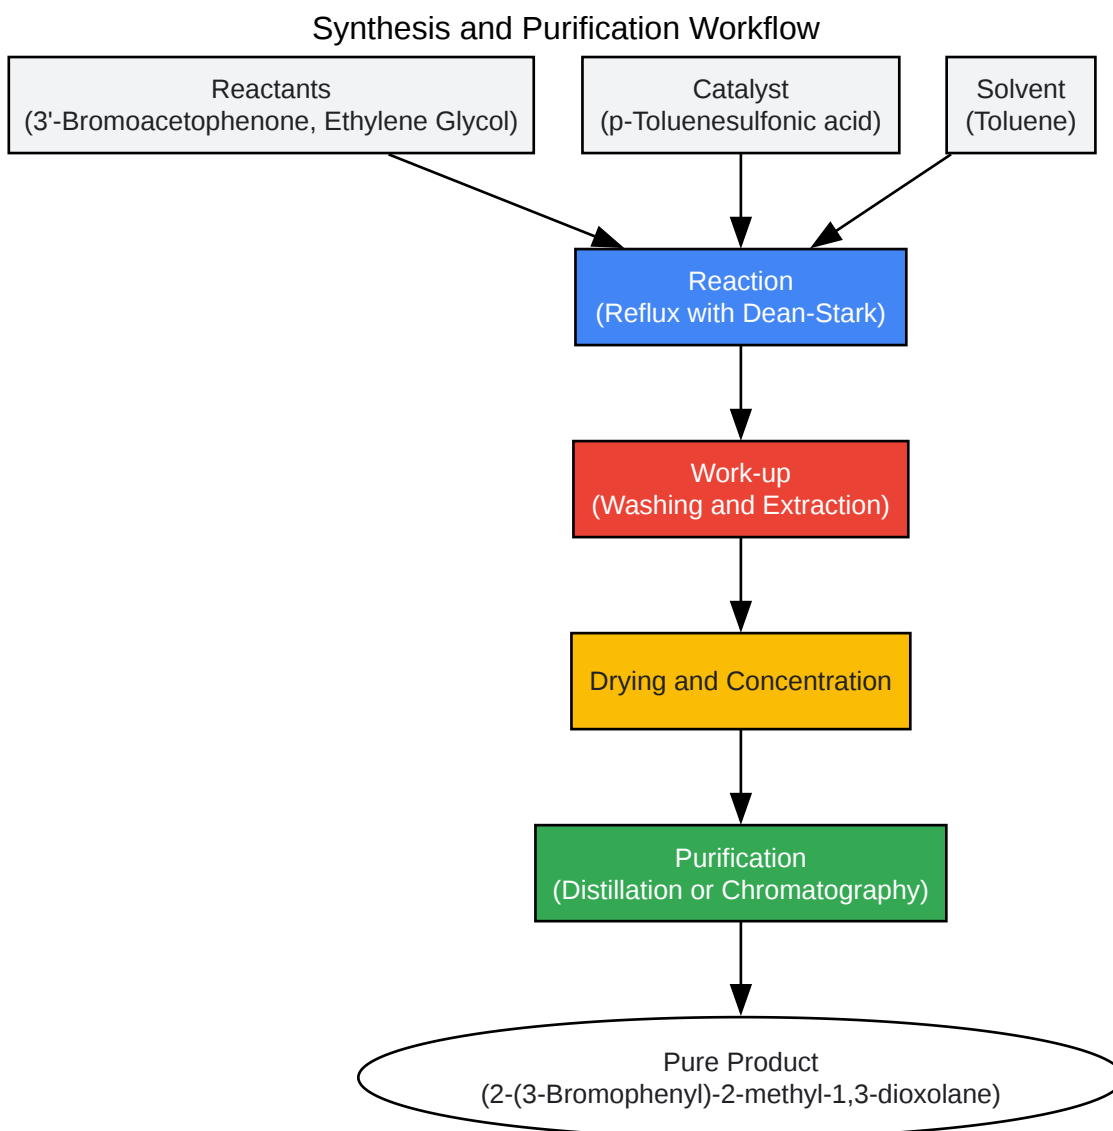 Synthesis and Purification Workflow
Reactants
(3'-Bromoacetophenone, Ethylene Glycol)
Catalyst
(p-Toluenesulfonic acid)
Solvent
(Toluene)
Reaction
(Reflux with Dean-Stark)
Work-up
(Washing and Extraction)
Drying and Concentration
Purification
(Distillation or Chromatography)
Pure Product
(2-(3-Bromophenyl)-2-methyl-1,3-dioxolane)